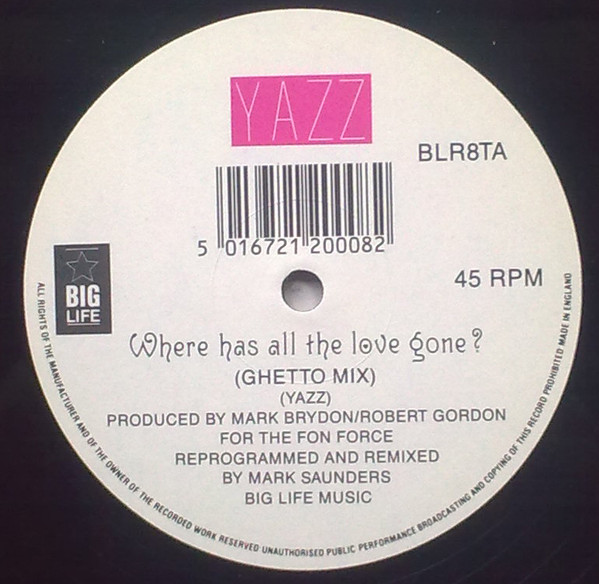 YAZZ
BLR8TA
5 016721 200082
45 RPM
BIG
LIFE
Where has all the love gone?
(GHETTO MIX)
(YAZZ)
PRODUCED BY MARK BRYDON/ROBERT GORDON
FOR THE FON FORCE
REPROGRAMMED AND REMIXED
BY MARK SAUNDERS
BIG LIFE MUSIC
ALL RIGHTS OF THE MANUFACTURER AND OF THE OWNER OF THE RECORDED WORK RESERVED UNAUTHORISED PUBLIC PERFORMANCE BROADCASTING AND COPYING OF THIS RECORD PROHIBITED MADE IN ENGLAND